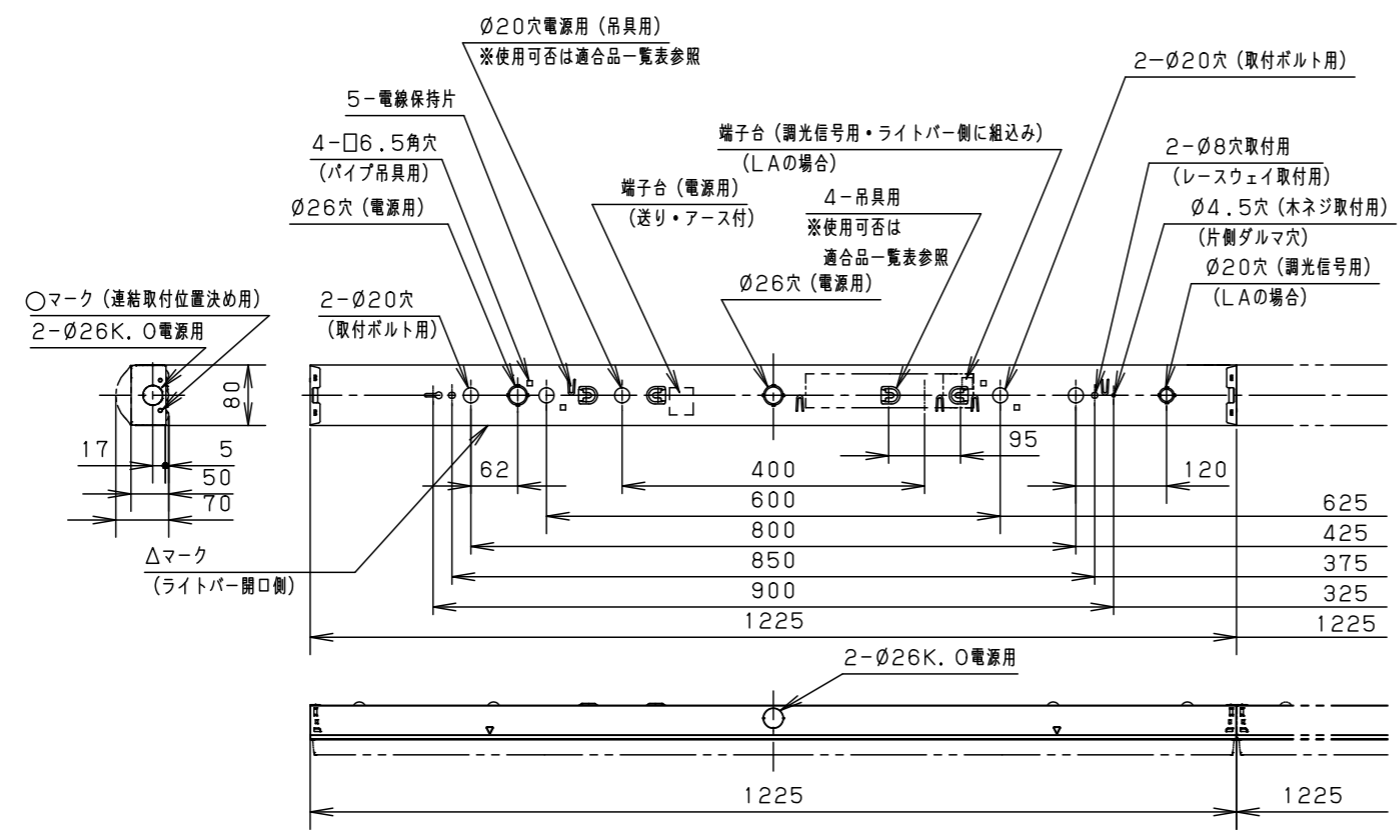 Ø20穴電源用（吊具用）
※使用可否は適合品一覧表参照
2-Ø20穴（取付ボルト用）
5-電線保持片
4-□6.5角穴
（パイプ吊具用）
端子台（調光信号用・ライトバー側に組込み）
（LAの場合）
2-Ø8穴取付用
（レースウェイ取付用）
端子台（電源用）
（送り・アース付）
4-吊具用
※使用可否は
適合品一覧表参照
Ø26穴（電源用）
Ø4.5穴（木ネジ取付用）
（片側ダルマ穴）
Ø26穴（電源用）
Ø20穴（調光信号用）
（LAの場合）
○マーク（連結取付位置決め用）
2-Ø26K.O電源用
2-Ø20穴
（取付ボルト用）
80
17
5
50
70
62
400
95
120
600
625
800
425
850
375
900
325
1225
1225
△マーク
（ライトバー開口側）
2-Ø26K.O電源用
1225
1225